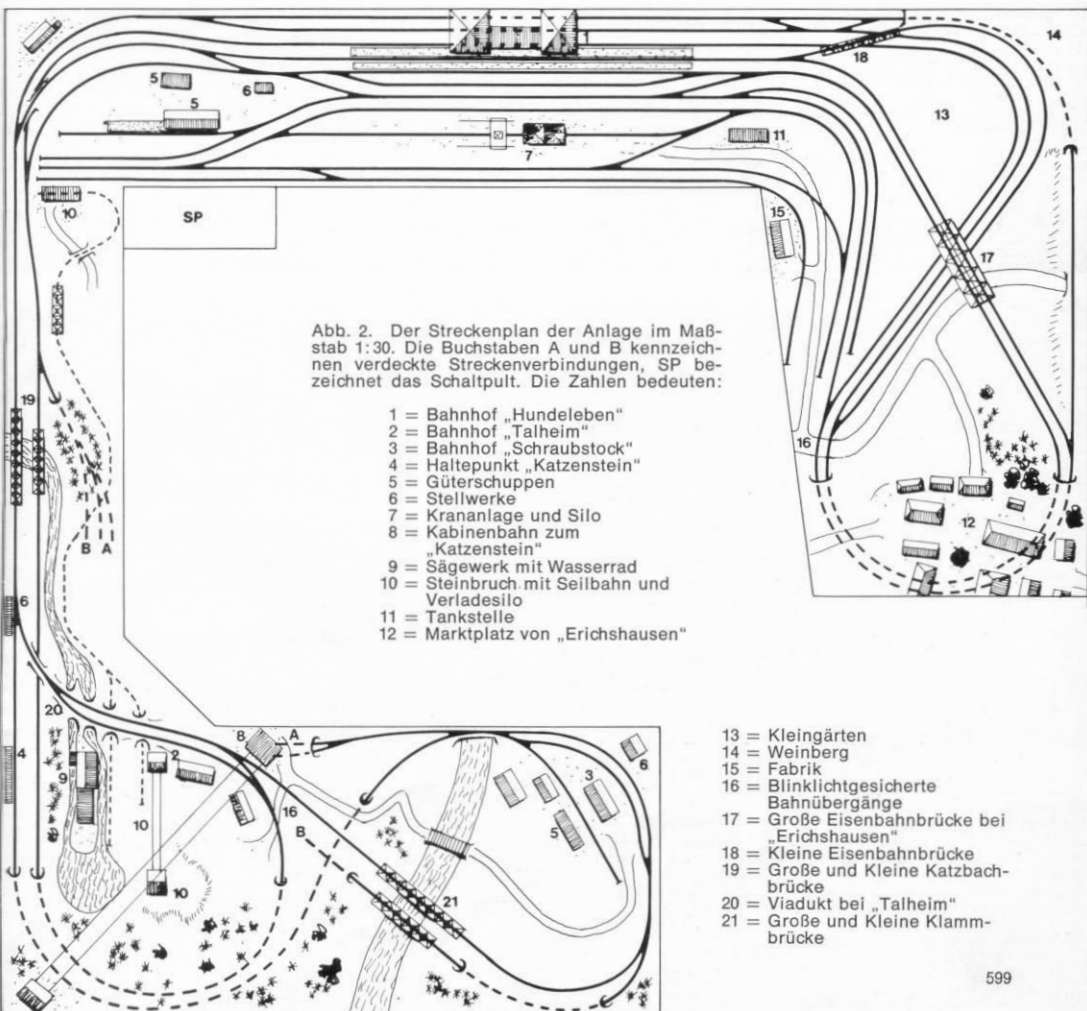 14
1
18
5
6
5
13
7
11
10
SP
15
17
Abb. 2. Der Streckenplan der Anlage im Maß-
stab 1:30. Die Buchstaben A und B kennzeich-
nen verdeckte Streckenverbindungen, SP be-
zeichnet das Schaltpult. Die Zahlen bedeuten:
1 = Bahnhof „Hundeleben“
2 = Bahnhof „Talheim“
3 = Bahnhof „Schraubstock“
4 = Haltepunkt „Katzenstein“
5 = Güterschuppen
6 = Stellwerke
7 = Krananlage und Silo
8 = Kabinenbahn zum
„Katzenstein“
9 = Sägewerk mit Wasserrad
10 = Steinbruch mit Seilbahn und
Verladesilo
11 = Tankstelle
12 = Marktplatz von „Erichshausen“
19
16
12
B A
6
20
4
9
2
10
10
8
A
16
B
21
3
5
6
13 = Kleingärten
14 = Weinberg
15 = Fabrik
16 = Blinklichtgesicherte
Bahnübergänge
17 = Große Eisenbahnbrücke bei
„Erichshausen“
18 = Kleine Eisenbahnbrücke
19 = Große und Kleine Katzbach-
brücke
20 = Viadukt bei „Talheim“
21 = Große und Kleine Klamm-
brücke
599